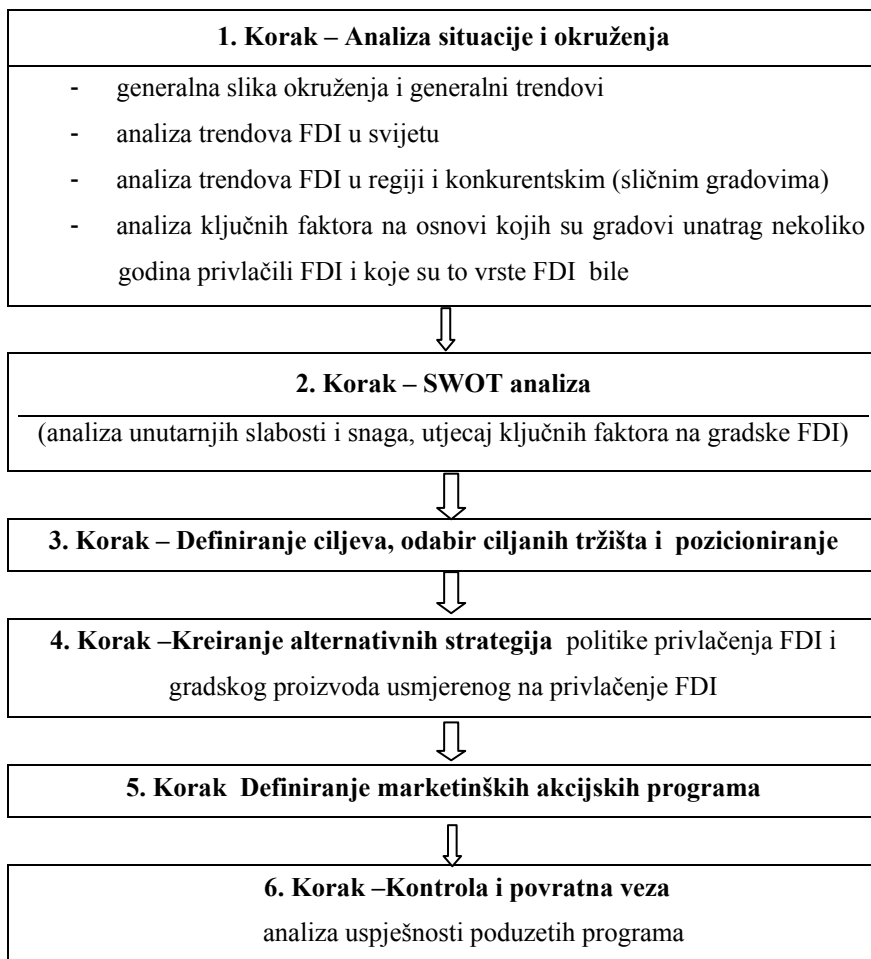 1. Korak – Analiza situacije i okruženja
- generalna slika okruženja i generalni trendovi
- analiza trendova FDI u svijetu
- analiza trendova FDI u regiji i konkurentskim (sličnim gradovima)
- analiza ključnih faktora na osnovi kojih su gradovi unatrag nekoliko
godina privlačili FDI i koje su to vrste FDI bile
2. Korak – SWOT analiza
(analiza unutarnjih slabosti i snaga, utjecaj ključnih faktora na gradske FDI)
3. Korak – Definiranje ciljeva, odabir ciljanih tržišta i pozicioniranje
4. Korak –Kreiranje alternativnih strategija politike privlačenja FDI i
gradskog proizvoda usmjerenog na privlačenje FDI
5. Korak Definiranje marketinških akcijskih programa
6. Korak –Kontrola i povratna veza
analiza uspješnosti poduzetih programa